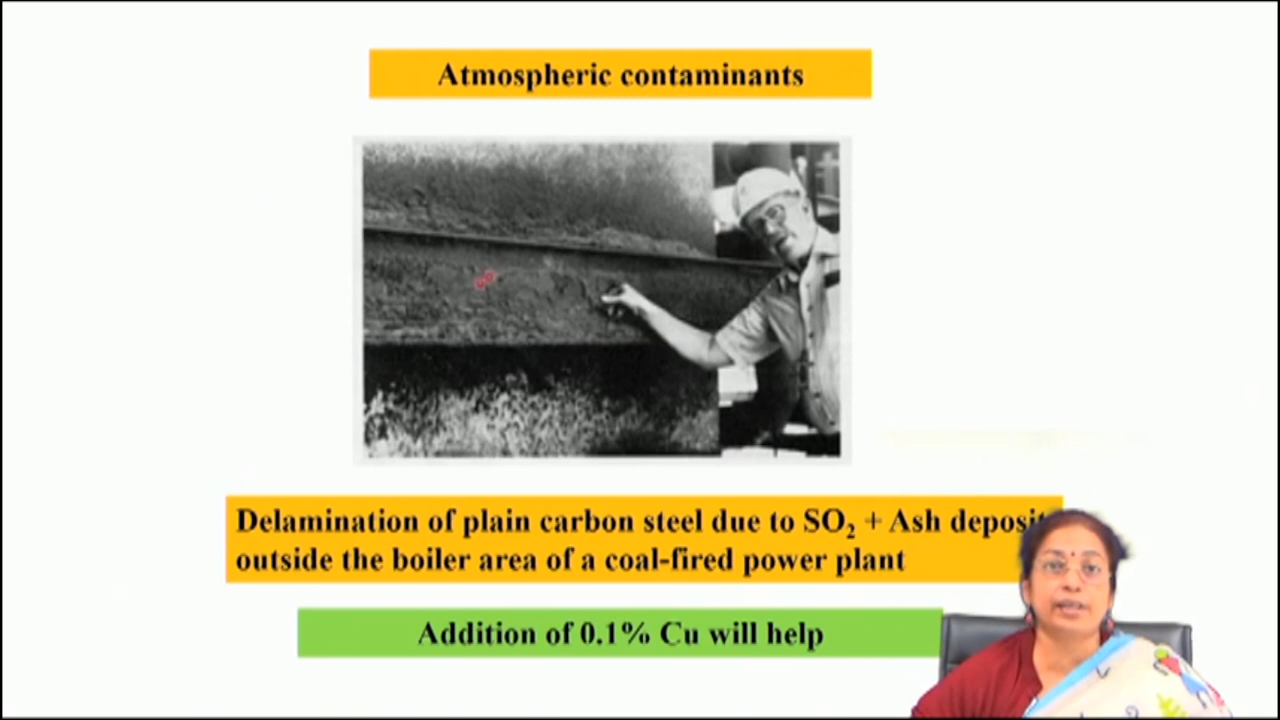 Atmospheric contaminants
Delamination of plain carbon steel due to SO₂ + Ash deposit
outside the boiler area of a coal-fired power plant
Addition of 0.1% Cu will help